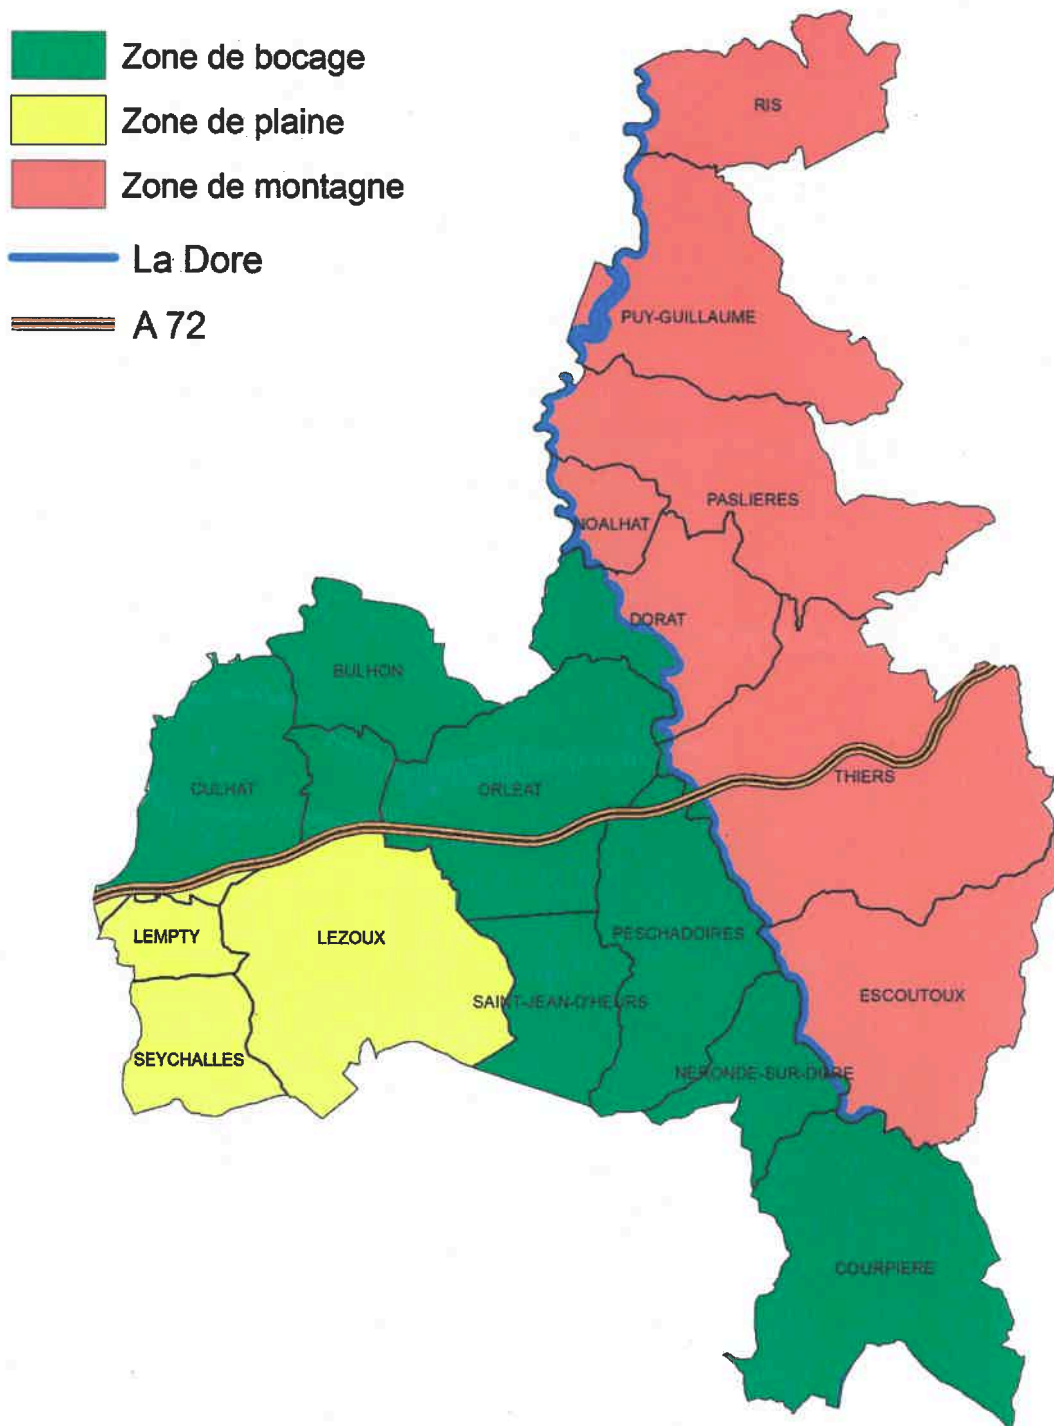 Zone de bocage
Zone de plaine
Zone de montagne
La Dore
A 72
RIS
PUY-GUILLAUME
PASLIERES
NOALHAT
DORAT
BULHON
CULHAT
ORLEAT
THIERS
LEMPTY
LEZOUX
PESCHADOIRES
SAINT-JEAN-D'HEURS
ESCOUTOUX
SEYCHALLES
NERONDE-SUR-DORE
COURPIERE